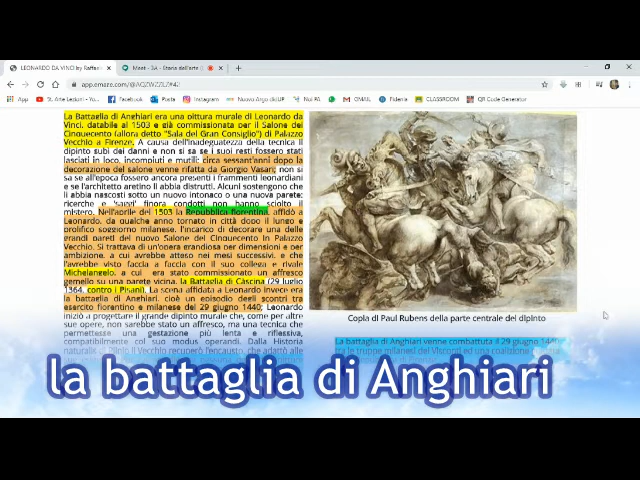 LEONARDO DA VINCI by Raffae
Meet - 3A - Storia dell'arte
app.emaze.com/@AOZWZZLZ#42
App
St. Arte Lezioni - Yo...
Facebook
Posta
Instagram
Nuovo Argo didUP
Noi PA
GMAIL
Fidenia
CLASSROOM
QR Code Generator
La Battaglia di Anghiari era una pittura murale di Leonardo da
Vinci, databile al 1503 e già commissionata per il Salone dei
Cinquecento (allora detto "Sala del Gran Consiglio") di Palazzo
Vecchio a Firenze. A causa dell'inadeguatezza della tecnica il
dipinto subì dei danni e non si sa se i suoi resti fossero stati
lasciati in loco, incompiuti e mutili; circa sessant'anni dopo la
decorazione del salone venne rifatta da Giorgio Vasari, non si
sa se all'epoca fossero ancora presenti i frammenti leonardiani
e se l'architetto aretino li abbia distrutti. Alcuni sostengono che
li abbia nascosti sotto un nuovo intonaco o una nuova parete:
ricerche e 'saggi' finora condotti non hanno sciolto il
mistero. Nell'aprile del 1503 la Repubblica fiorentina, affidò a
Leonardo, da qualche anno tornato in città dopo il lungo e
prolifico soggiorno milanese, l'incarico di decorare una delle
grandi pareti del nuovo Salone dei Cinquecento in Palazzo
Vecchio. Si trattava di un'opera grandiosa per dimensioni e per
ambizione, a cui avrebbe atteso nei mesi successivi, e che
l'avrebbe visto faccia a faccia con il suo collega e rivale
Michelangelo, a cui era stato commissionato un affresco
gemello su una parete vicina, la Battaglia di Càscina (29 luglio
1364, contro i Pisani). La scena affidata a Leonardo invece era
la battaglia di Anghiari, cioè un episodio degli scontri tra
esercito fiorentino e milanese del 29 giugno 1440; Leonardo
iniziò a progettare il grande dipinto murale che, come per altre
sue opere, non sarebbe stato un affresco, ma una tecnica che
permettesse una gestazione più lenta e riflessiva,
compatibilmente col suo modus operandi. Dalla Historia
naturalis di Plinio il Vecchio recuperò l'encausto, che adattò alle
Copia di Paul Rubens della parte centrale del dipinto
La battaglia di Anghiari venne combattuta il 29 giugno 1440
tra le truppe milanesi dei Visconti ed una coalizione
la battaglia di Anghiari